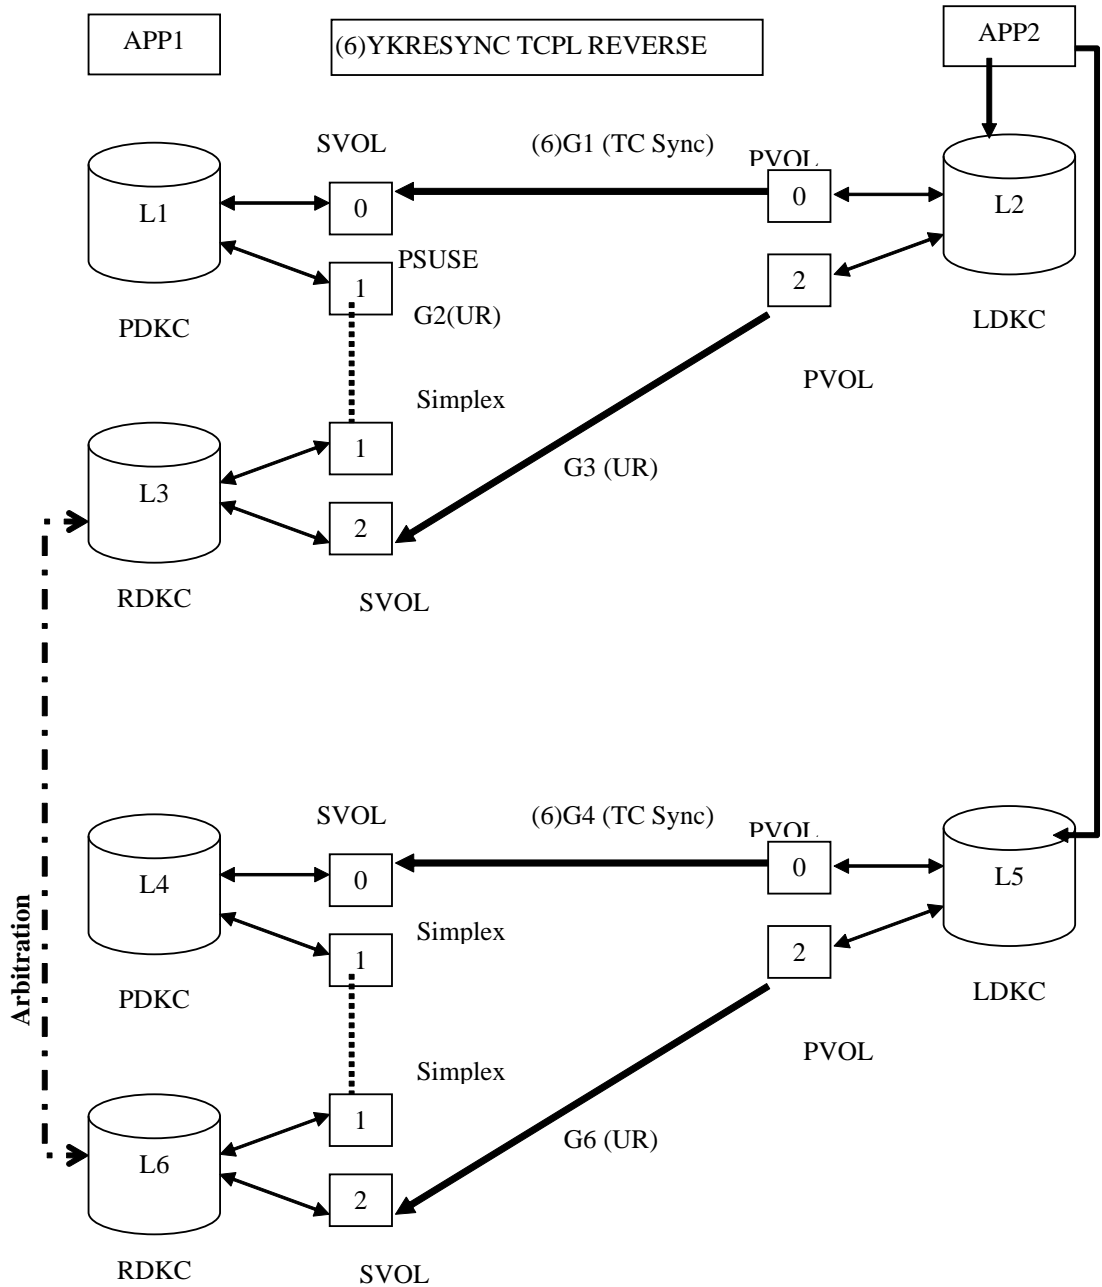 APP1
(6)YKRESYNC TCPL REVERSE
APP2
SVOL
(6)G1 (TC Sync)
PVOL
L1
0
0
L2
PSUSE
1
2
G2(UR)
PDKC
LDKC
PVOL
Simplex
1
L3
G3 (UR)
2
RDKC
SVOL
SVOL
(6)G4 (TC Sync)
PVOL
L4
0
0
L5
Simplex
1
2
Arbitration
PDKC
LDKC
PVOL
Simplex
1
G6 (UR)
L6
2
RDKC
SVOL